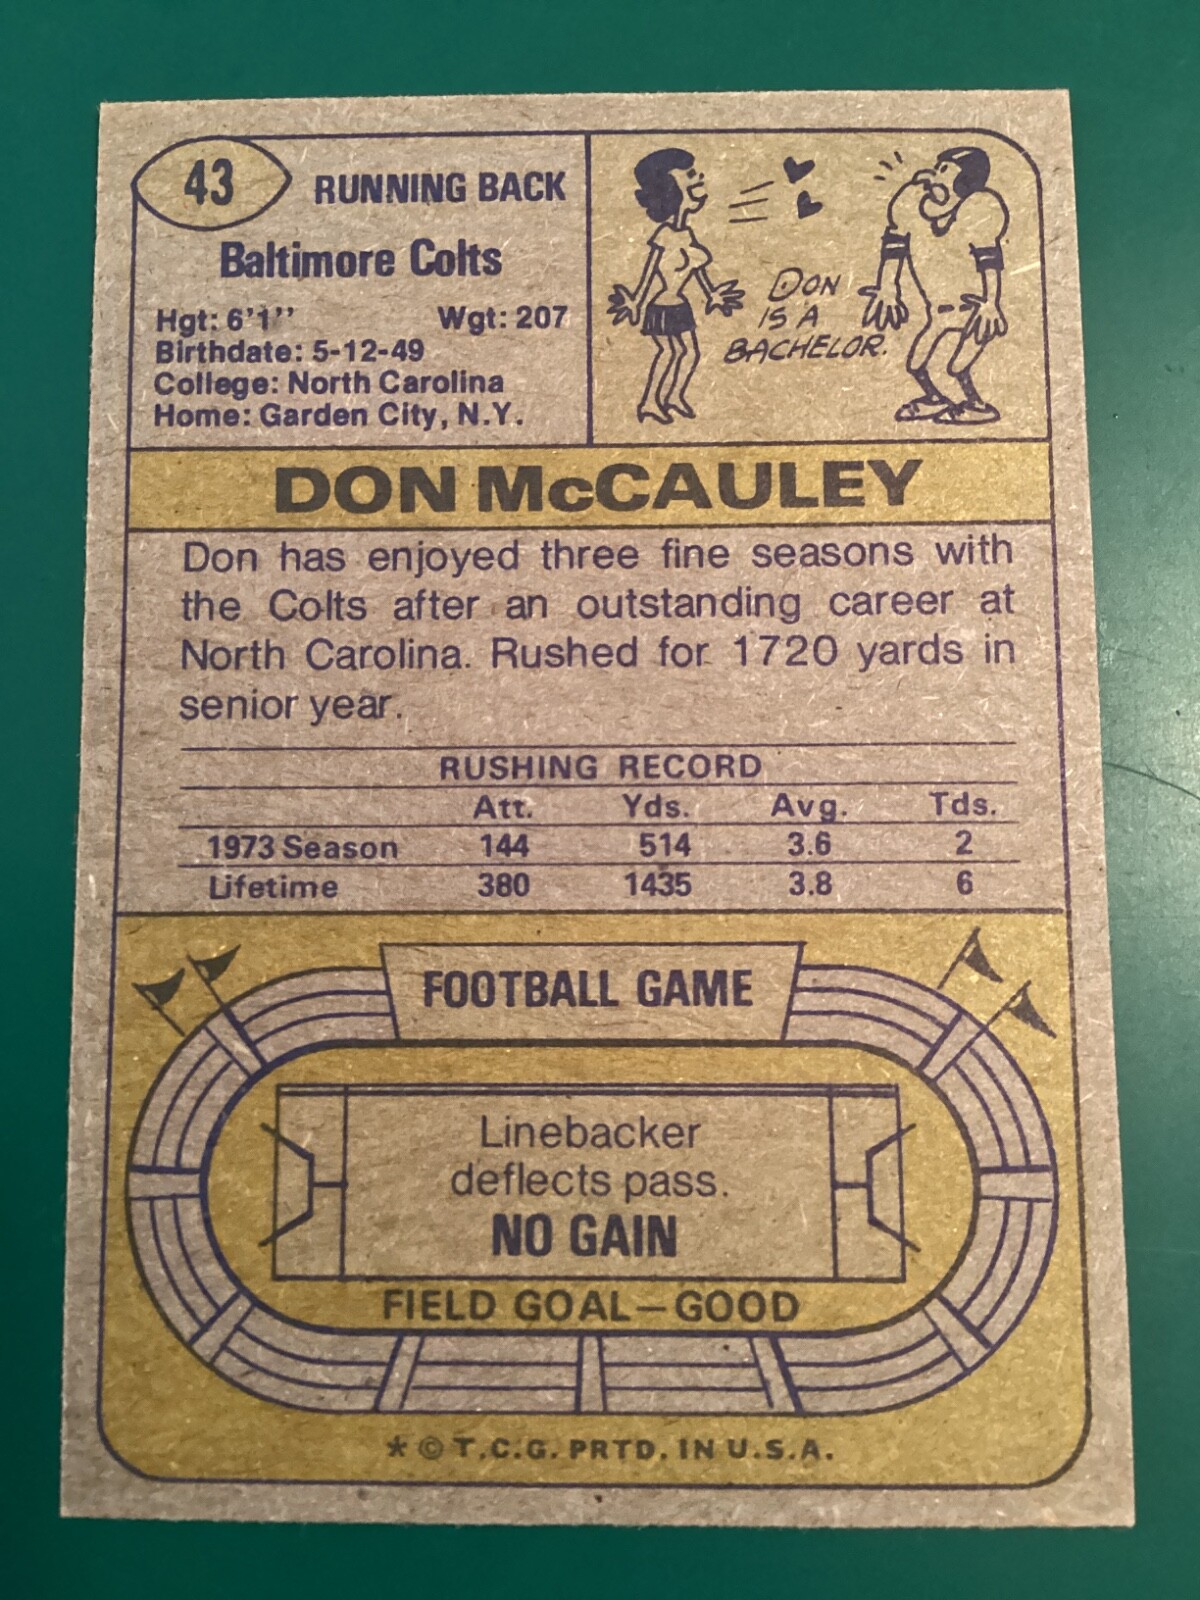 43
RUNNING BACK
Baltimore Colts
Hgt: 6'1'' Wgt: 207
Birthdate: 5-12-49
College: North Carolina
Home: Garden City, N.Y.
DON
IS A
BACHELOR.
DON McCAULEY
Don has enjoyed three fine seasons with
the Colts after an outstanding career at
North Carolina. Rushed for 1720 yards in
senior year.
RUSHING RECORD
Att. Yds. Avg. Tds.
1973 Season 144 514 3.6 2
Lifetime 380 1435 3.8 6
FOOTBALL GAME
Linebacker
deflects pass.
NO GAIN
FIELD GOAL—GOOD
* © T.C.G. PRTD. IN U.S.A.